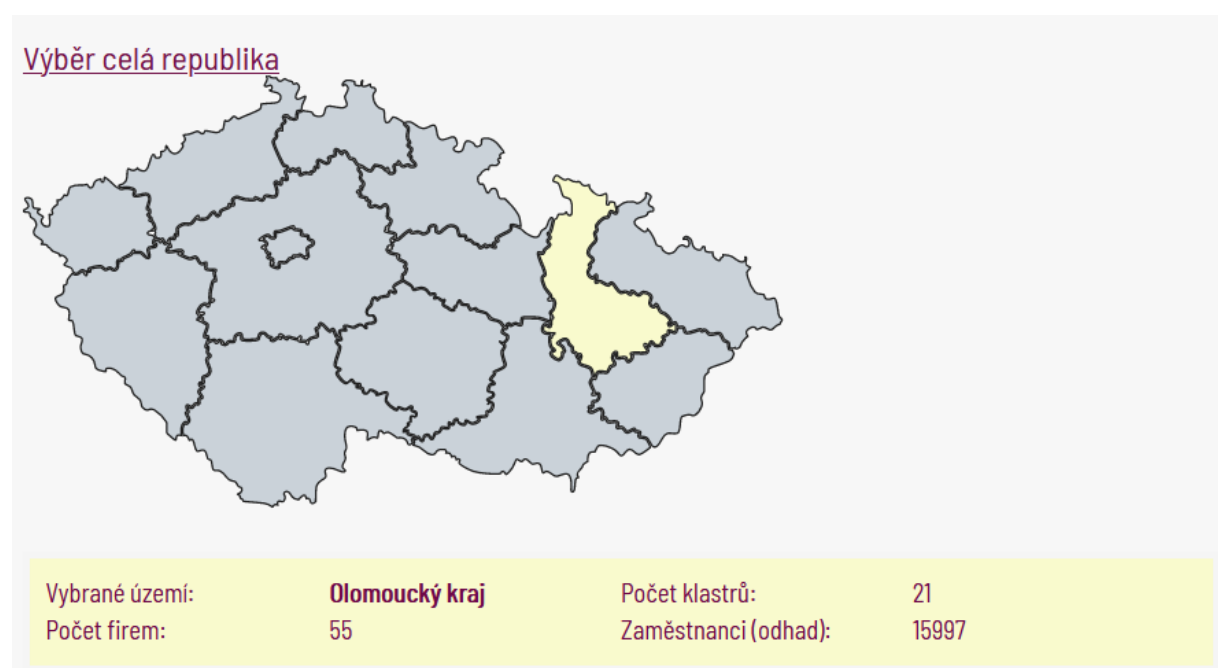 Výběr celá republika
Vybrané území: Olomoucký kraj Počet klastrů: 21
Počet firem: 55 Zaměstnanci (odhad): 15997